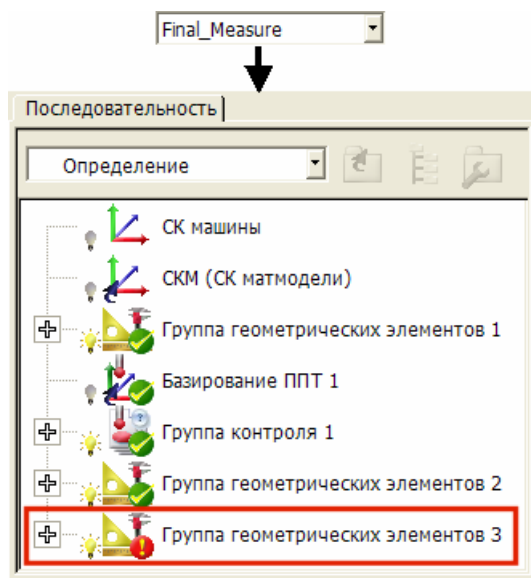 Final_Measure
Последовательность
Определение
СК машины
СКМ (СК матмодели)
Группа геометрических элементов 1
Базирование ППТ 1
Группа контроля 1
Группа геометрических элементов 2
Группа геометрических элементов 3